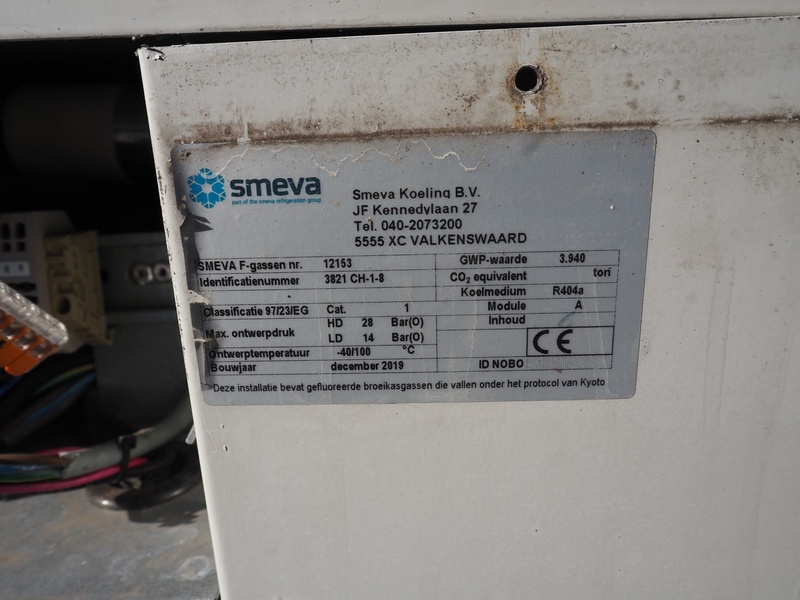 smeva
part of the smeva refrigeration group
Smeva Koeling B.V.
JF Kennedylaan 27
Tel. 040-2073200
5555 XC VALKENSWAARD
SMEVA F-gassen nr. 12153
Identificatienummer 3821 CH-1-8
GWP-waarde 3.940
CO2 equivalent ton
Koelmedium R404a
Classificatie 97/23/EG Cat. 1
Module A
Max. ontwerpdruk HD 28 Bar(O)
LD 14 Bar(O)
Inhoud
CE
Ontwerptemperatuur -40/100 °C
Bouwjaar december 2019
ID NOBO
Deze installatie bevat gefluoreerde broeikasgassen die vallen onder het protocol van Kyoto